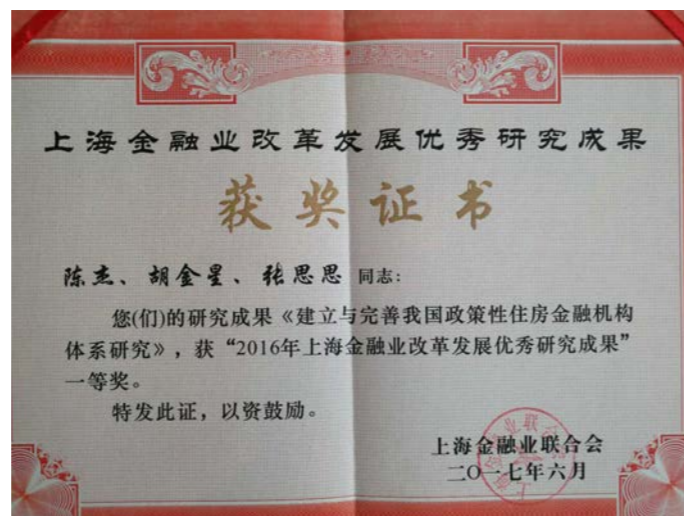 上海金融业改革发展优秀研究成果
获奖证书
陈杰、胡金星、张思思 同志:
您(们)的研究成果《建立与完善我国政策性住房金融机构
体系研究》，获“2016年上海金融业改革发展优秀研究成果”
一等奖。
特发此证，以资鼓励。
上海金融业联合会
二〇一七年六月